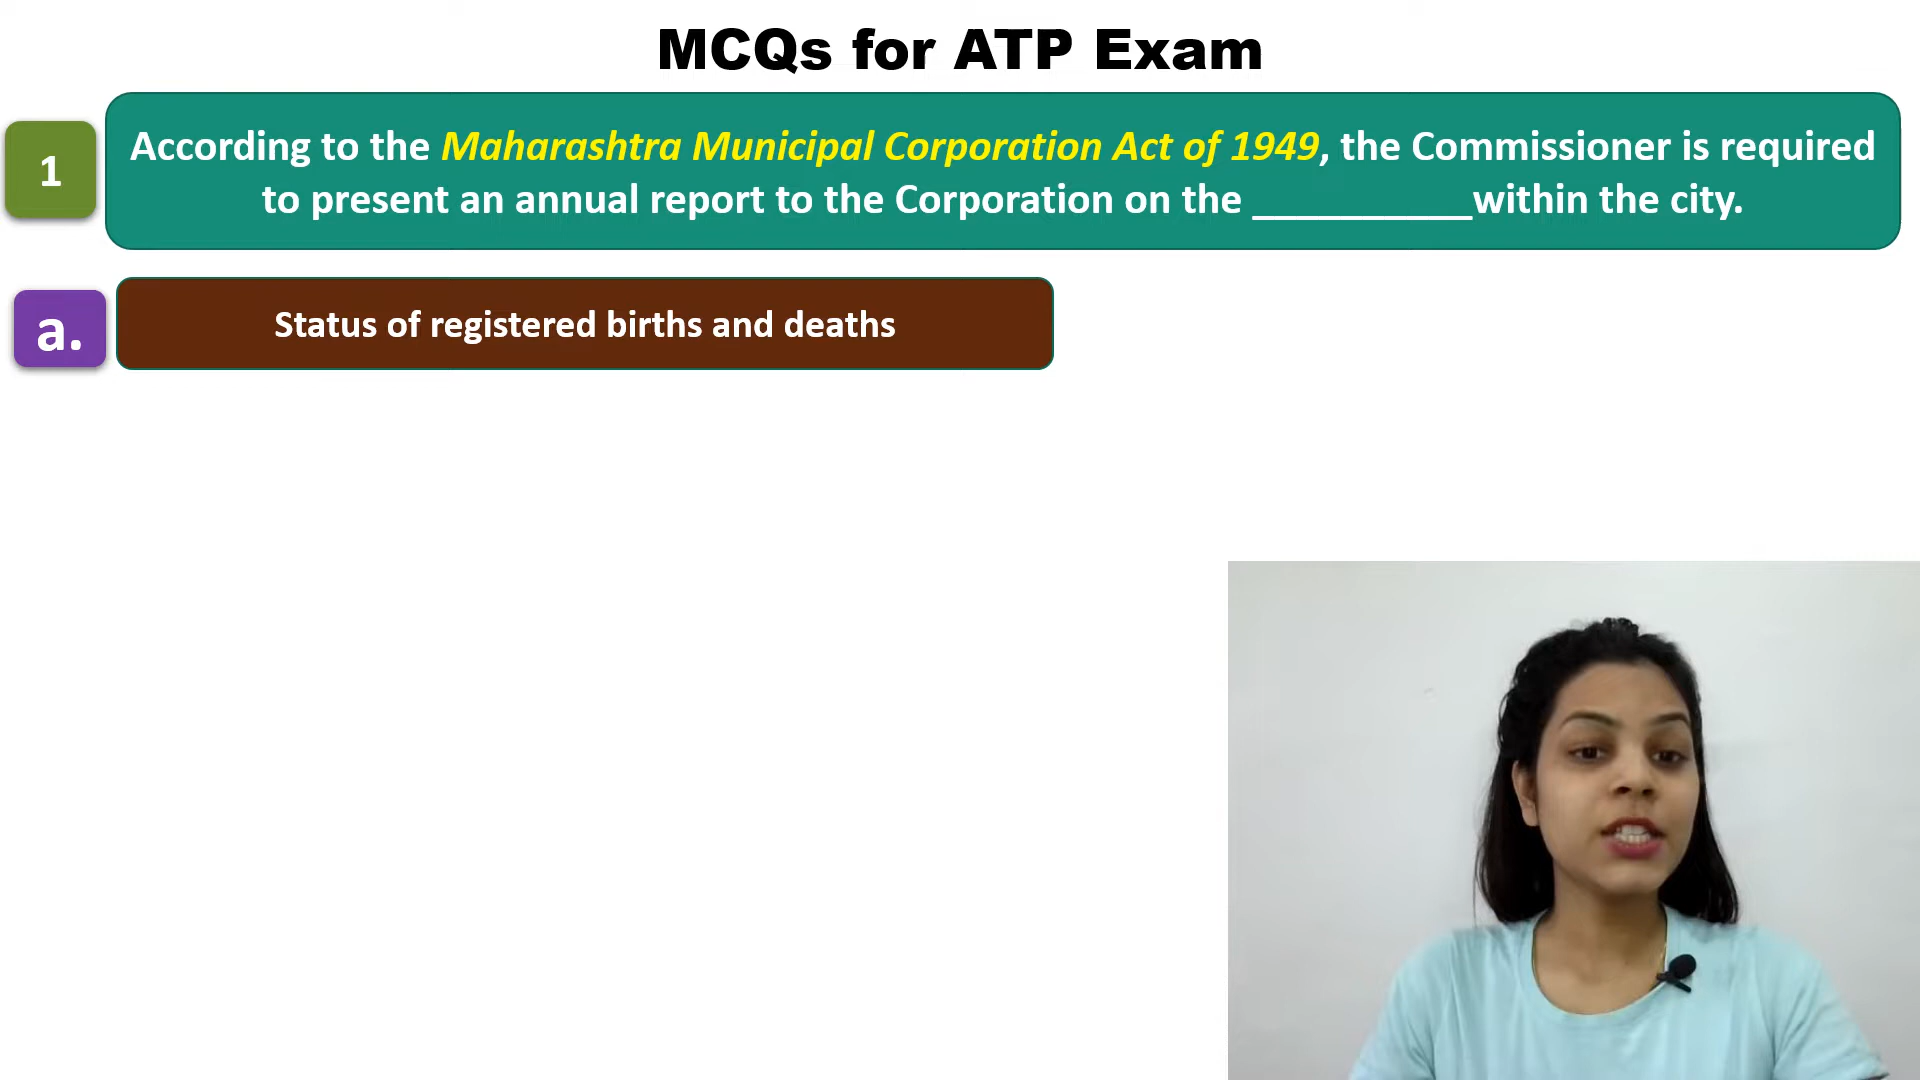 MCQs for ATP Exam
1
According to the Maharashtra Municipal Corporation Act of 1949, the Commissioner is required
to present an annual report to the Corporation on the __________within the city.
a.
Status of registered births and deaths